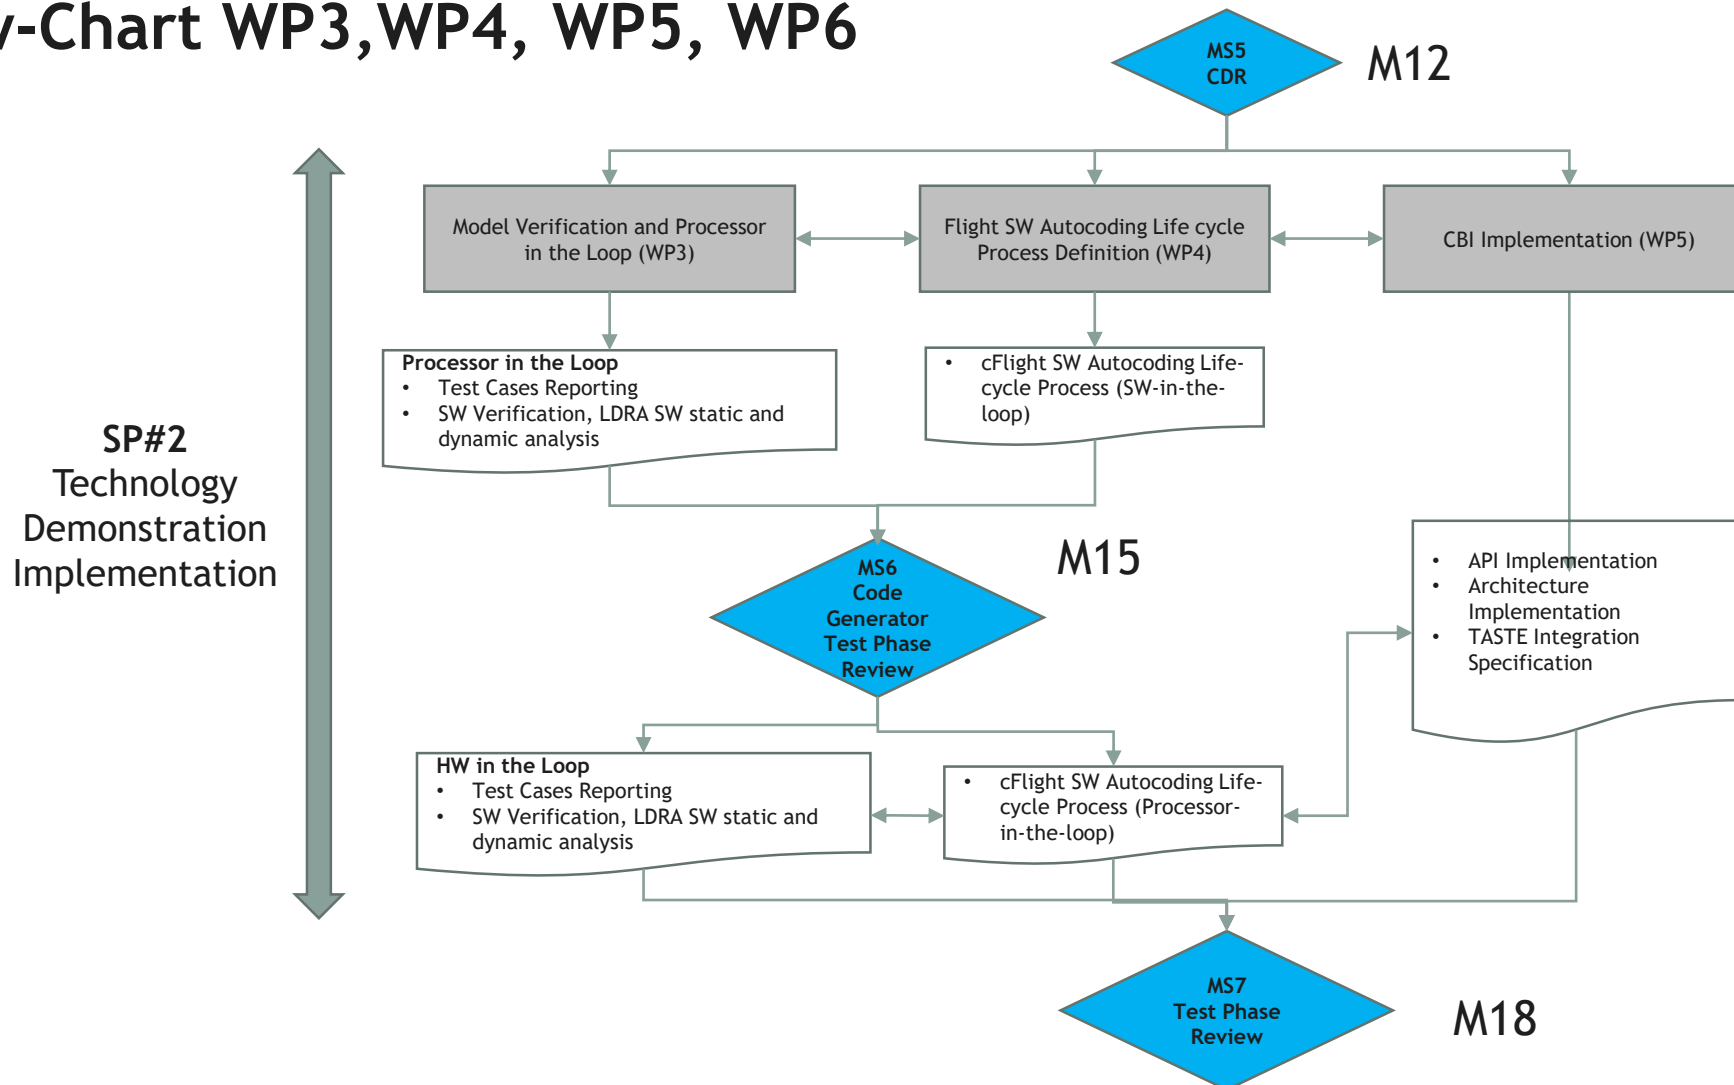 v-Chart WP3,WP4, WP5, WP6
MS5
CDR
M12
Model Verification and Processor
in the Loop (WP3)
Flight SW Autocoding Life cycle
Process Definition (WP4)
CBI Implementation (WP5)
Processor in the Loop
• Test Cases Reporting
• SW Verification, LDRA SW static and
dynamic analysis
• cFlight SW Autocoding Life-
cycle Process (SW-in-the-
loop)
SP#2
Technology
Demonstration
Implementation
MS6
Code
Generator
Test Phase
Review
M15
• API Implementation
• Architecture
Implementation
• TASTE Integration
Specification
HW in the Loop
• Test Cases Reporting
• SW Verification, LDRA SW static and
dynamic analysis
• cFlight SW Autocoding Life-
cycle Process (Processor-
in-the-loop)
MS7
Test Phase
Review
M18